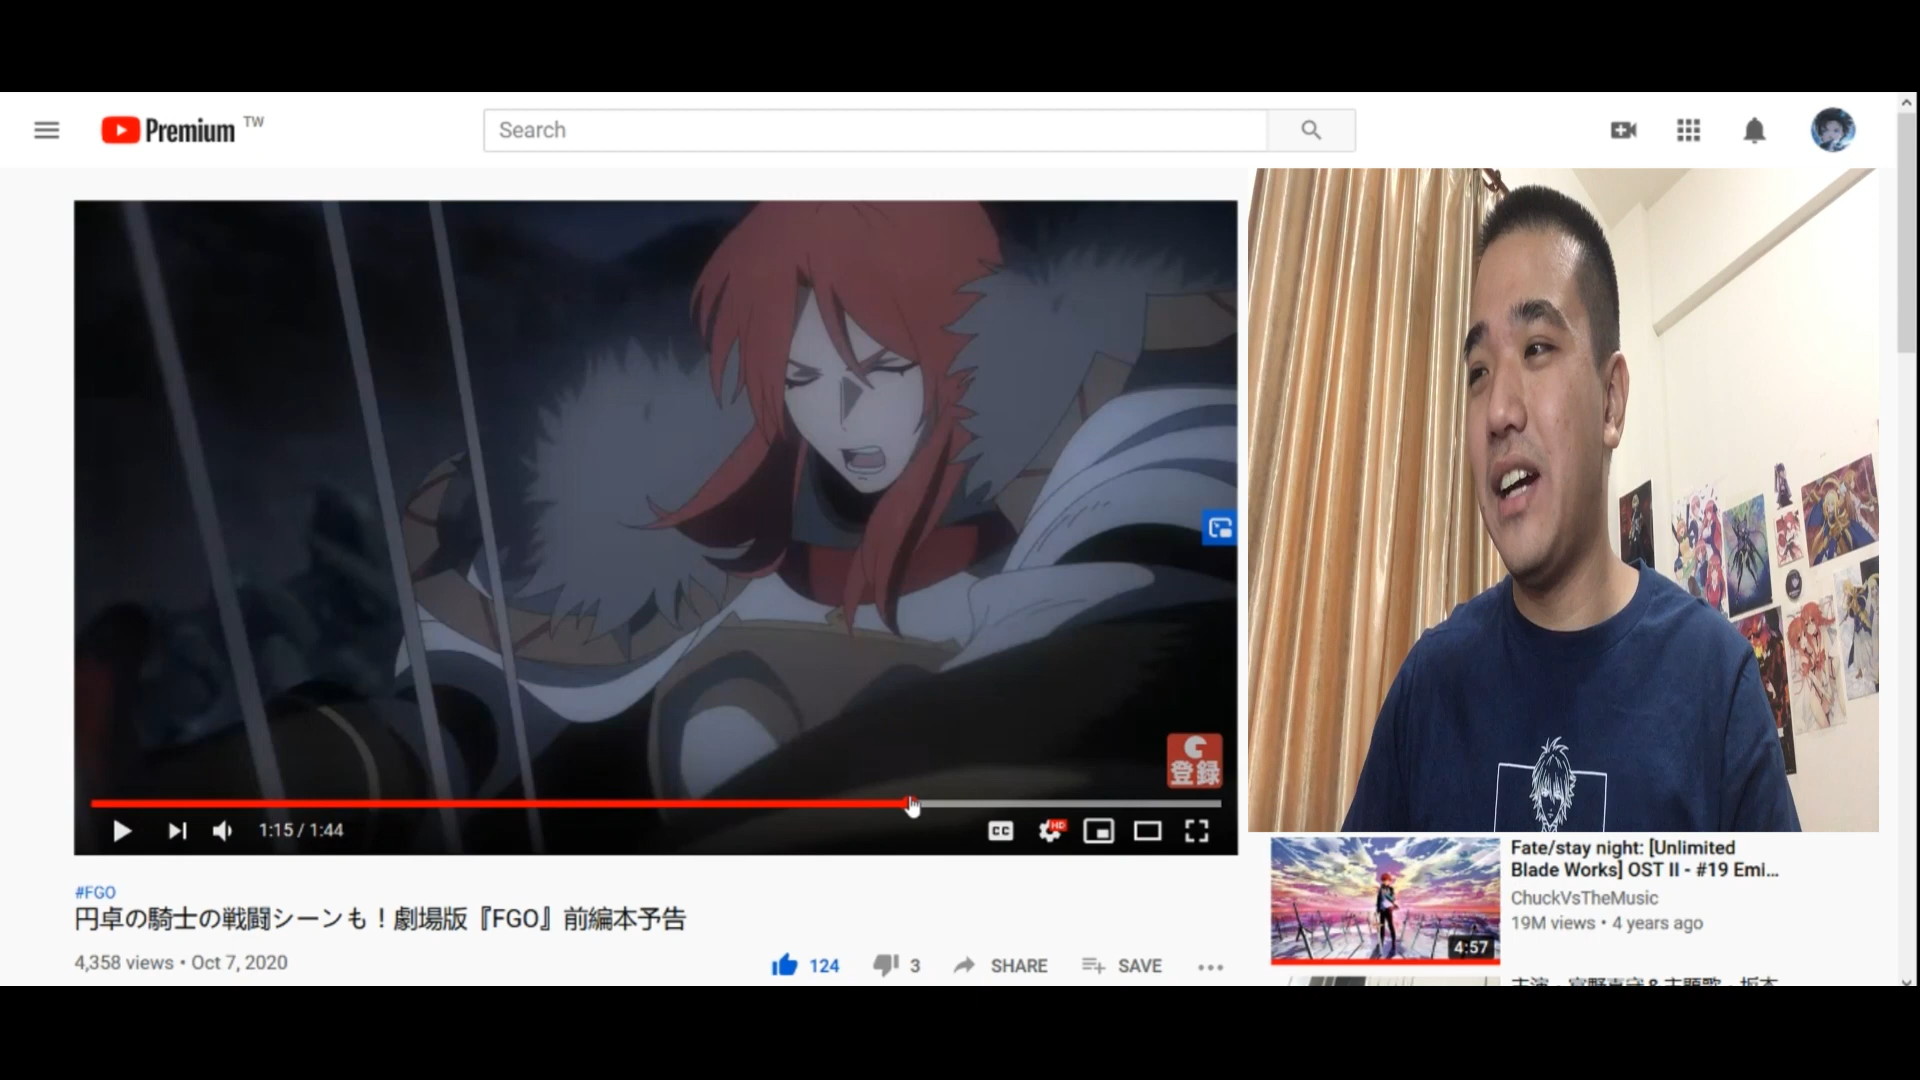 Premium TW
Search
登録
1:15 / 1:44
CC
HD
#FGO
円卓の騎士の戦闘シーンも！劇場版『FGO』前編本予告
4,358 views • Oct 7, 2020
124
3
SHARE
SAVE
Fate/stay night: [Unlimited
Blade Works] OST II - #19 Emi...
ChuckVsTheMusic
19M views • 4 years ago
4:57